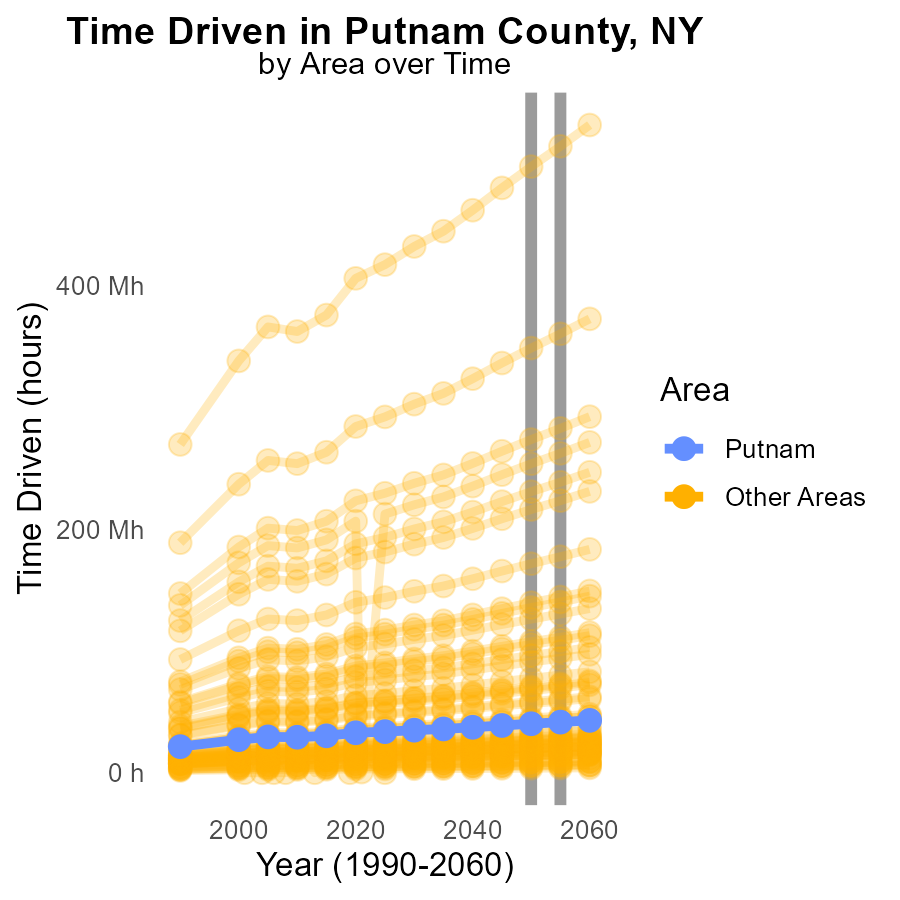 Time Driven in Putnam County, NY
by Area over Time
Time Driven (hours)
400 Mh
200 Mh
0 h
2000 2020 2040 2060
Year (1990-2060)
Area
Putnam
Other Areas